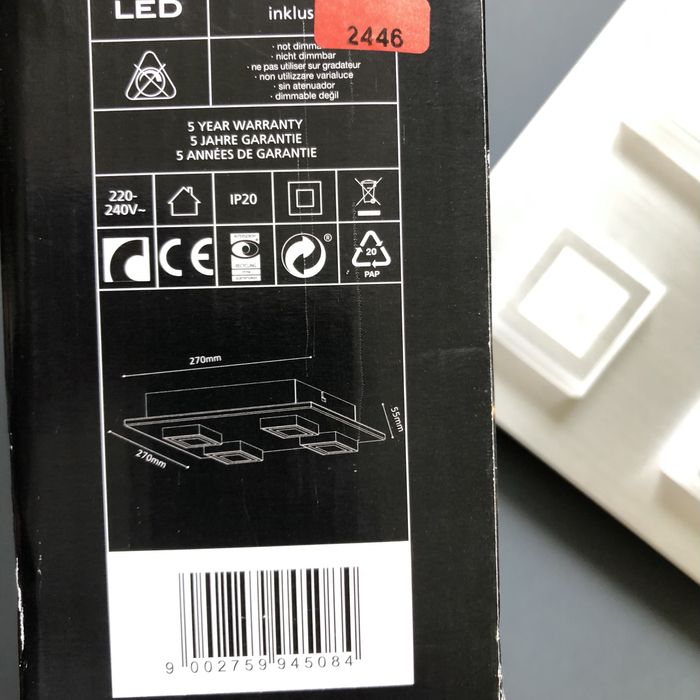 LED
inklus
2446
· not dimma
· nicht dimmbar
· ne pas utiliser sur gradateur
· non utilizzare varialuce
· sin atenuador
· dimmable değil
5 YEAR WARRANTY
5 JAHRE GARANTIE
5 ANNÉES DE GARANTIE
220-
240V~
IP20
CE
®
20
PAP
270mm
55mm
270mm
9 002759 945084